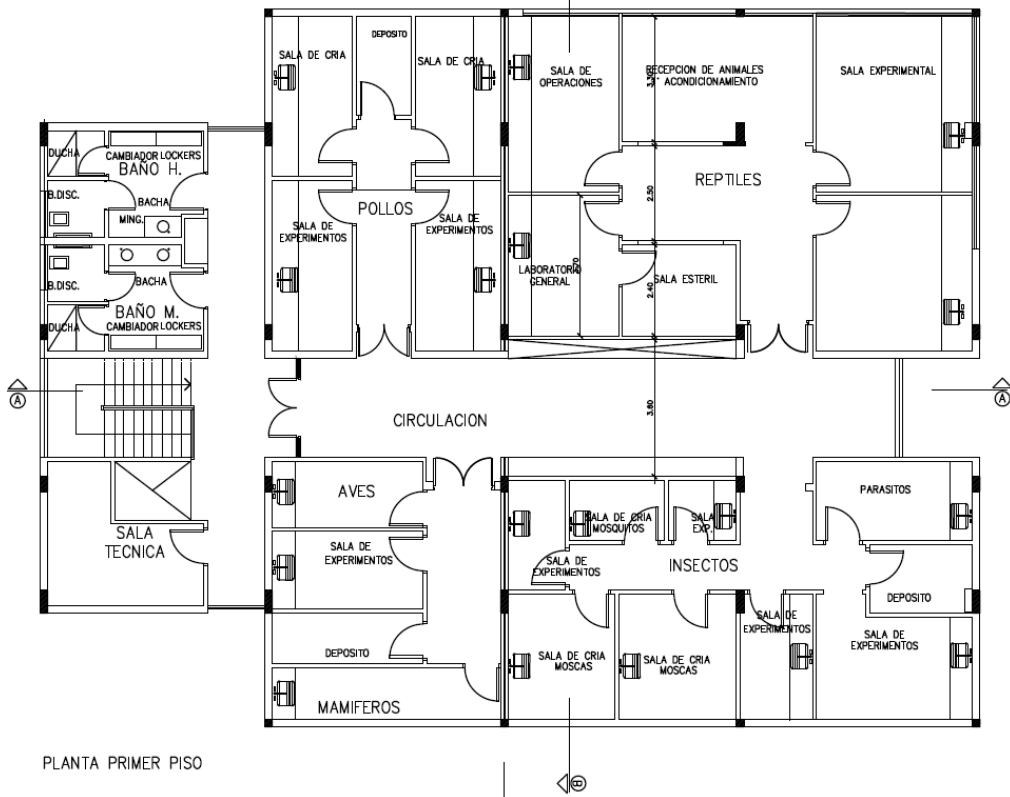 SALA DE CRIA
DEPOSITO
SALA DE CRIA
SALA DE
OPERACIONES
RECEPCION DE ANIMALES
ACONDICIONAMIENTO
3.30
SALA EXPERIMENTAL
DUCHA
CAMBIADOR LOCKERS
BAÑO H.
B.DISC.
BACHA
MING.
POLLOS
SALA DE
EXPERIMENTOS
SALA DE
EXPERIMENTOS
REPTILES
2.50
LABORATORIO
GENERAL
SALA ESTERIL
2.40
B.DISC.
BACHA
BAÑO M.
DUCHA
CAMBIADOR LOCKERS
A
A
CIRCULACION
3.60
SALA
TECNICA
AVES
SALA DE
EXPERIMENTOS
DEPOSITO
MAMIFEROS
SALA DE CRIA
MOSQUITOS
SALA
EXP.
PARASITOS
SALA DE
EXPERIMENTOS
INSECTOS
DEPOSITO
SALA DE CRIA
MOSCAS
SALA DE CRIA
MOSCAS
SALA DE
EXPERIMENTOS
SALA DE
EXPERIMENTOS
PLANTA PRIMER PISO
B